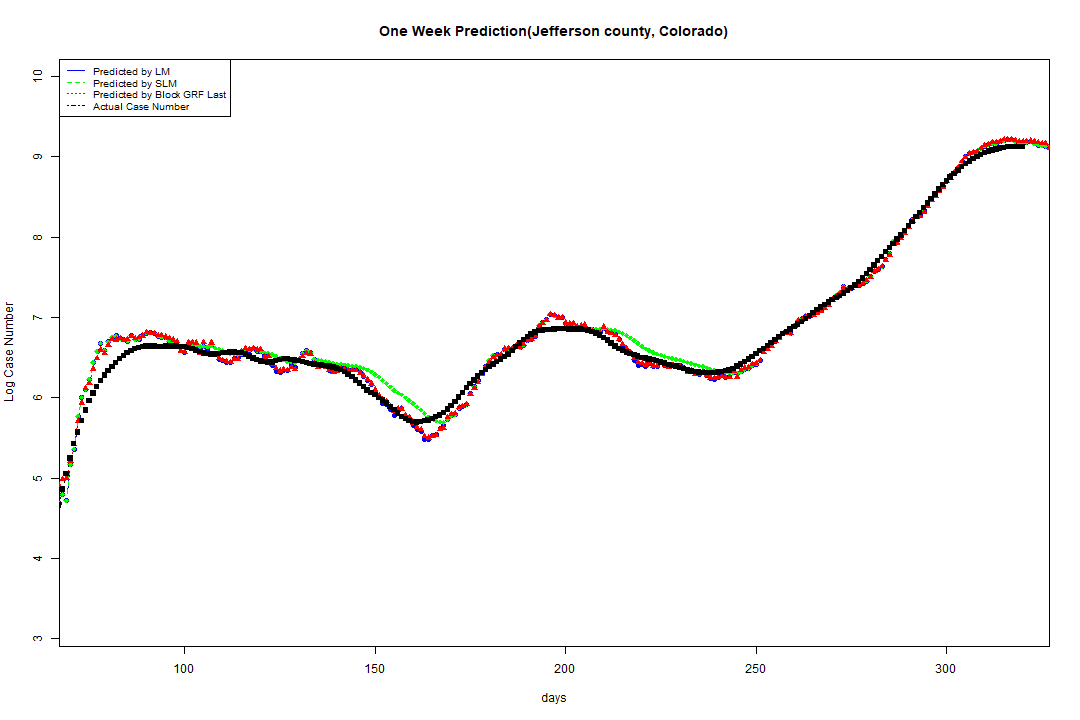 One Week Prediction(Jefferson county, Colorado)
Predicted by LM
Predicted by SLM
Predicted by Block GRF Last
Actual Case Number
Log Case Number
10
9
8
7
6
5
4
3
100 150 200 250 300
days